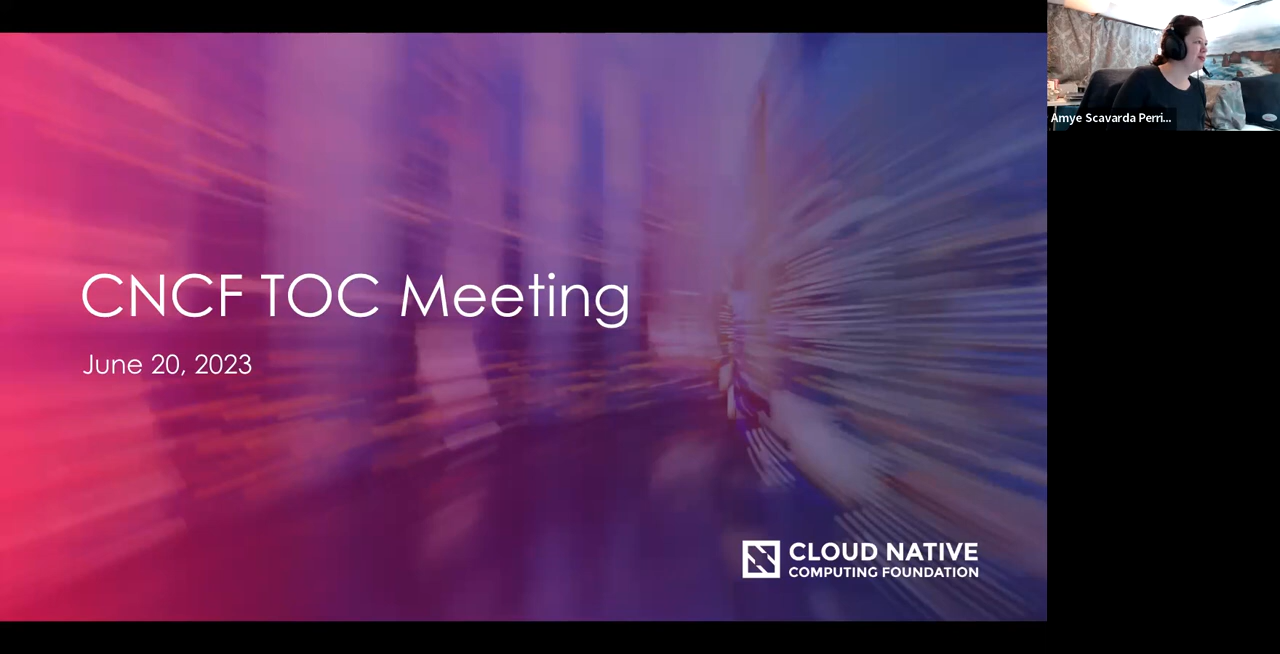 CNCF TOC Meeting
June 20, 2023
CLOUD NATIVE
COMPUTING FOUNDATION
Amye Scavarda Perri...